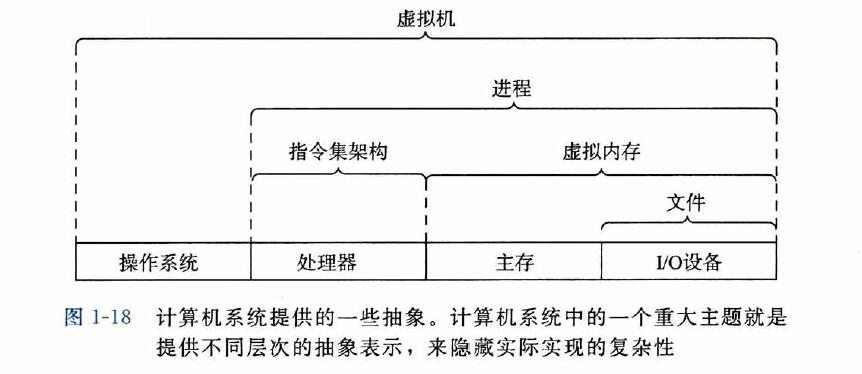 虚拟机
进程
指令集架构
虚拟内存
文件
操作系统
处理器
主存
I/O设备
图 1-18 计算机系统提供的一些抽象。计算机系统中的一个重大主题就是
提供不同层次的抽象表示，来隐藏实际实现的复杂性